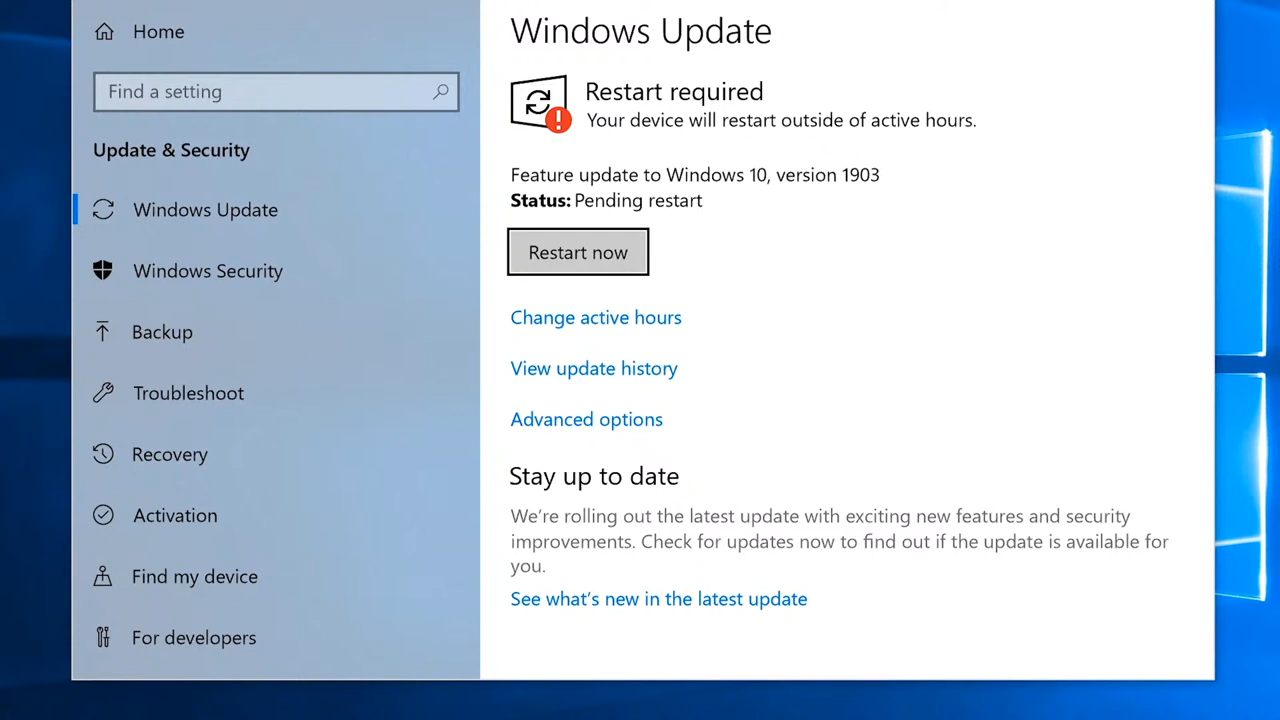 Home
Find a setting
Update & Security
Windows Update
Windows Security
Backup
Troubleshoot
Recovery
Activation
Find my device
For developers
Windows Update
Restart required
Your device will restart outside of active hours.
Feature update to Windows 10, version 1903
Status: Pending restart
Restart now
Change active hours
View update history
Advanced options
Stay up to date
We’re rolling out the latest update with exciting new features and security
improvements. Check for updates now to find out if the update is available for
you.
See what’s new in the latest update